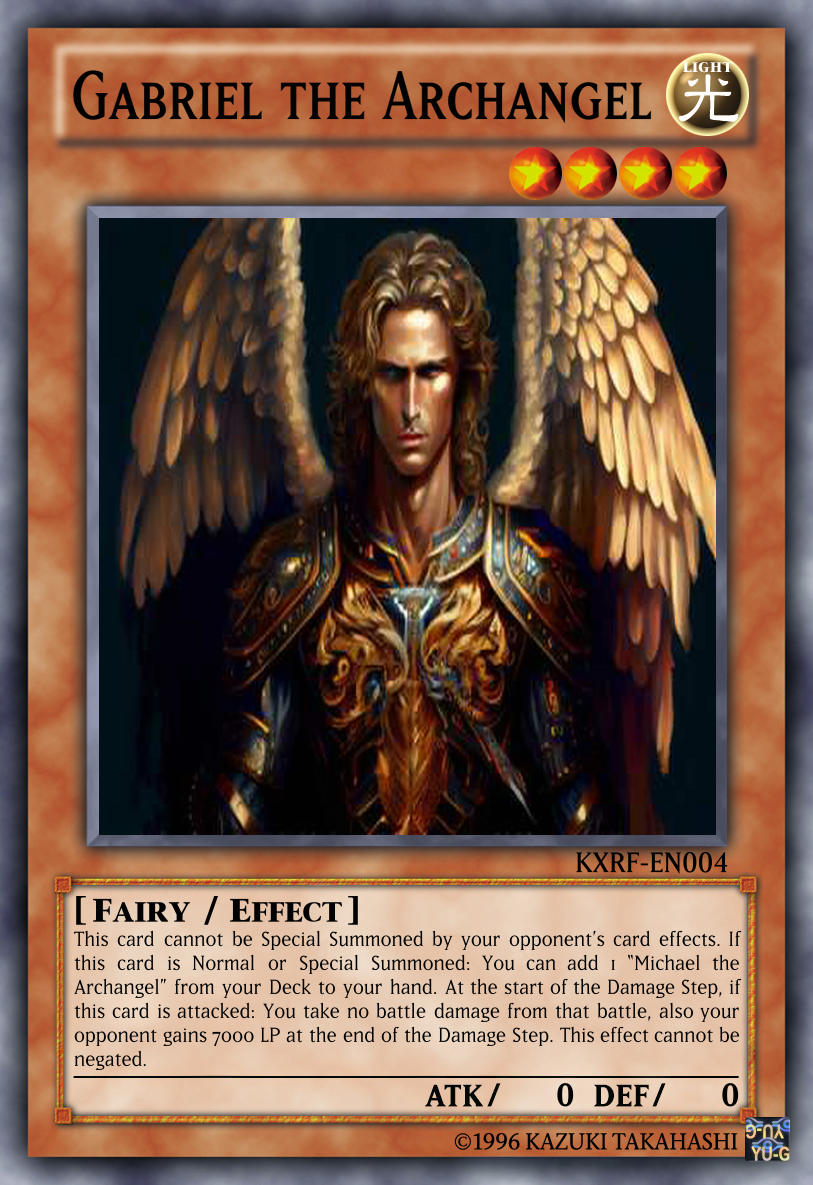 Gabriel the Archangel
LIGHT
光
KXRF-EN004
[ Fairy / Effect ]
This card cannot be Special Summoned by your opponent's card effects. If
this card is Normal or Special Summoned: You can add 1 "Michael the
Archangel" from your Deck to your hand. At the start of the Damage Step, if
this card is attacked: You take no battle damage from that battle, also your
opponent gains 7000 LP at the end of the Damage Step. This effect cannot be
negated.
ATK/ 0 DEF/ 0
©1996 KAZUKI TAKAHASHI
YU-G
YU-G